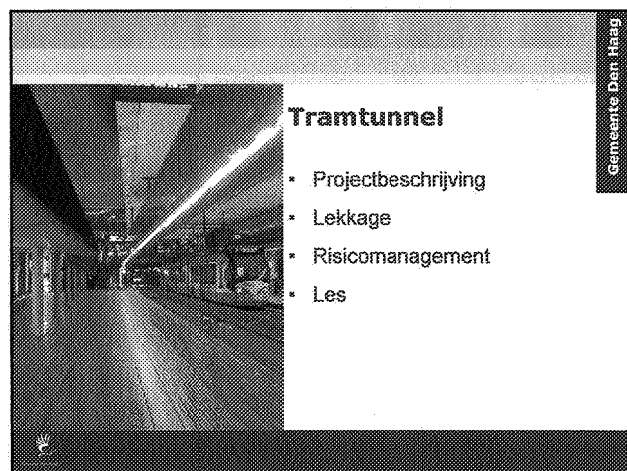 Gemeente Den Haag
Tramtunnel
Projectbeschrijving
Lekkage
Risicomanagement
Les